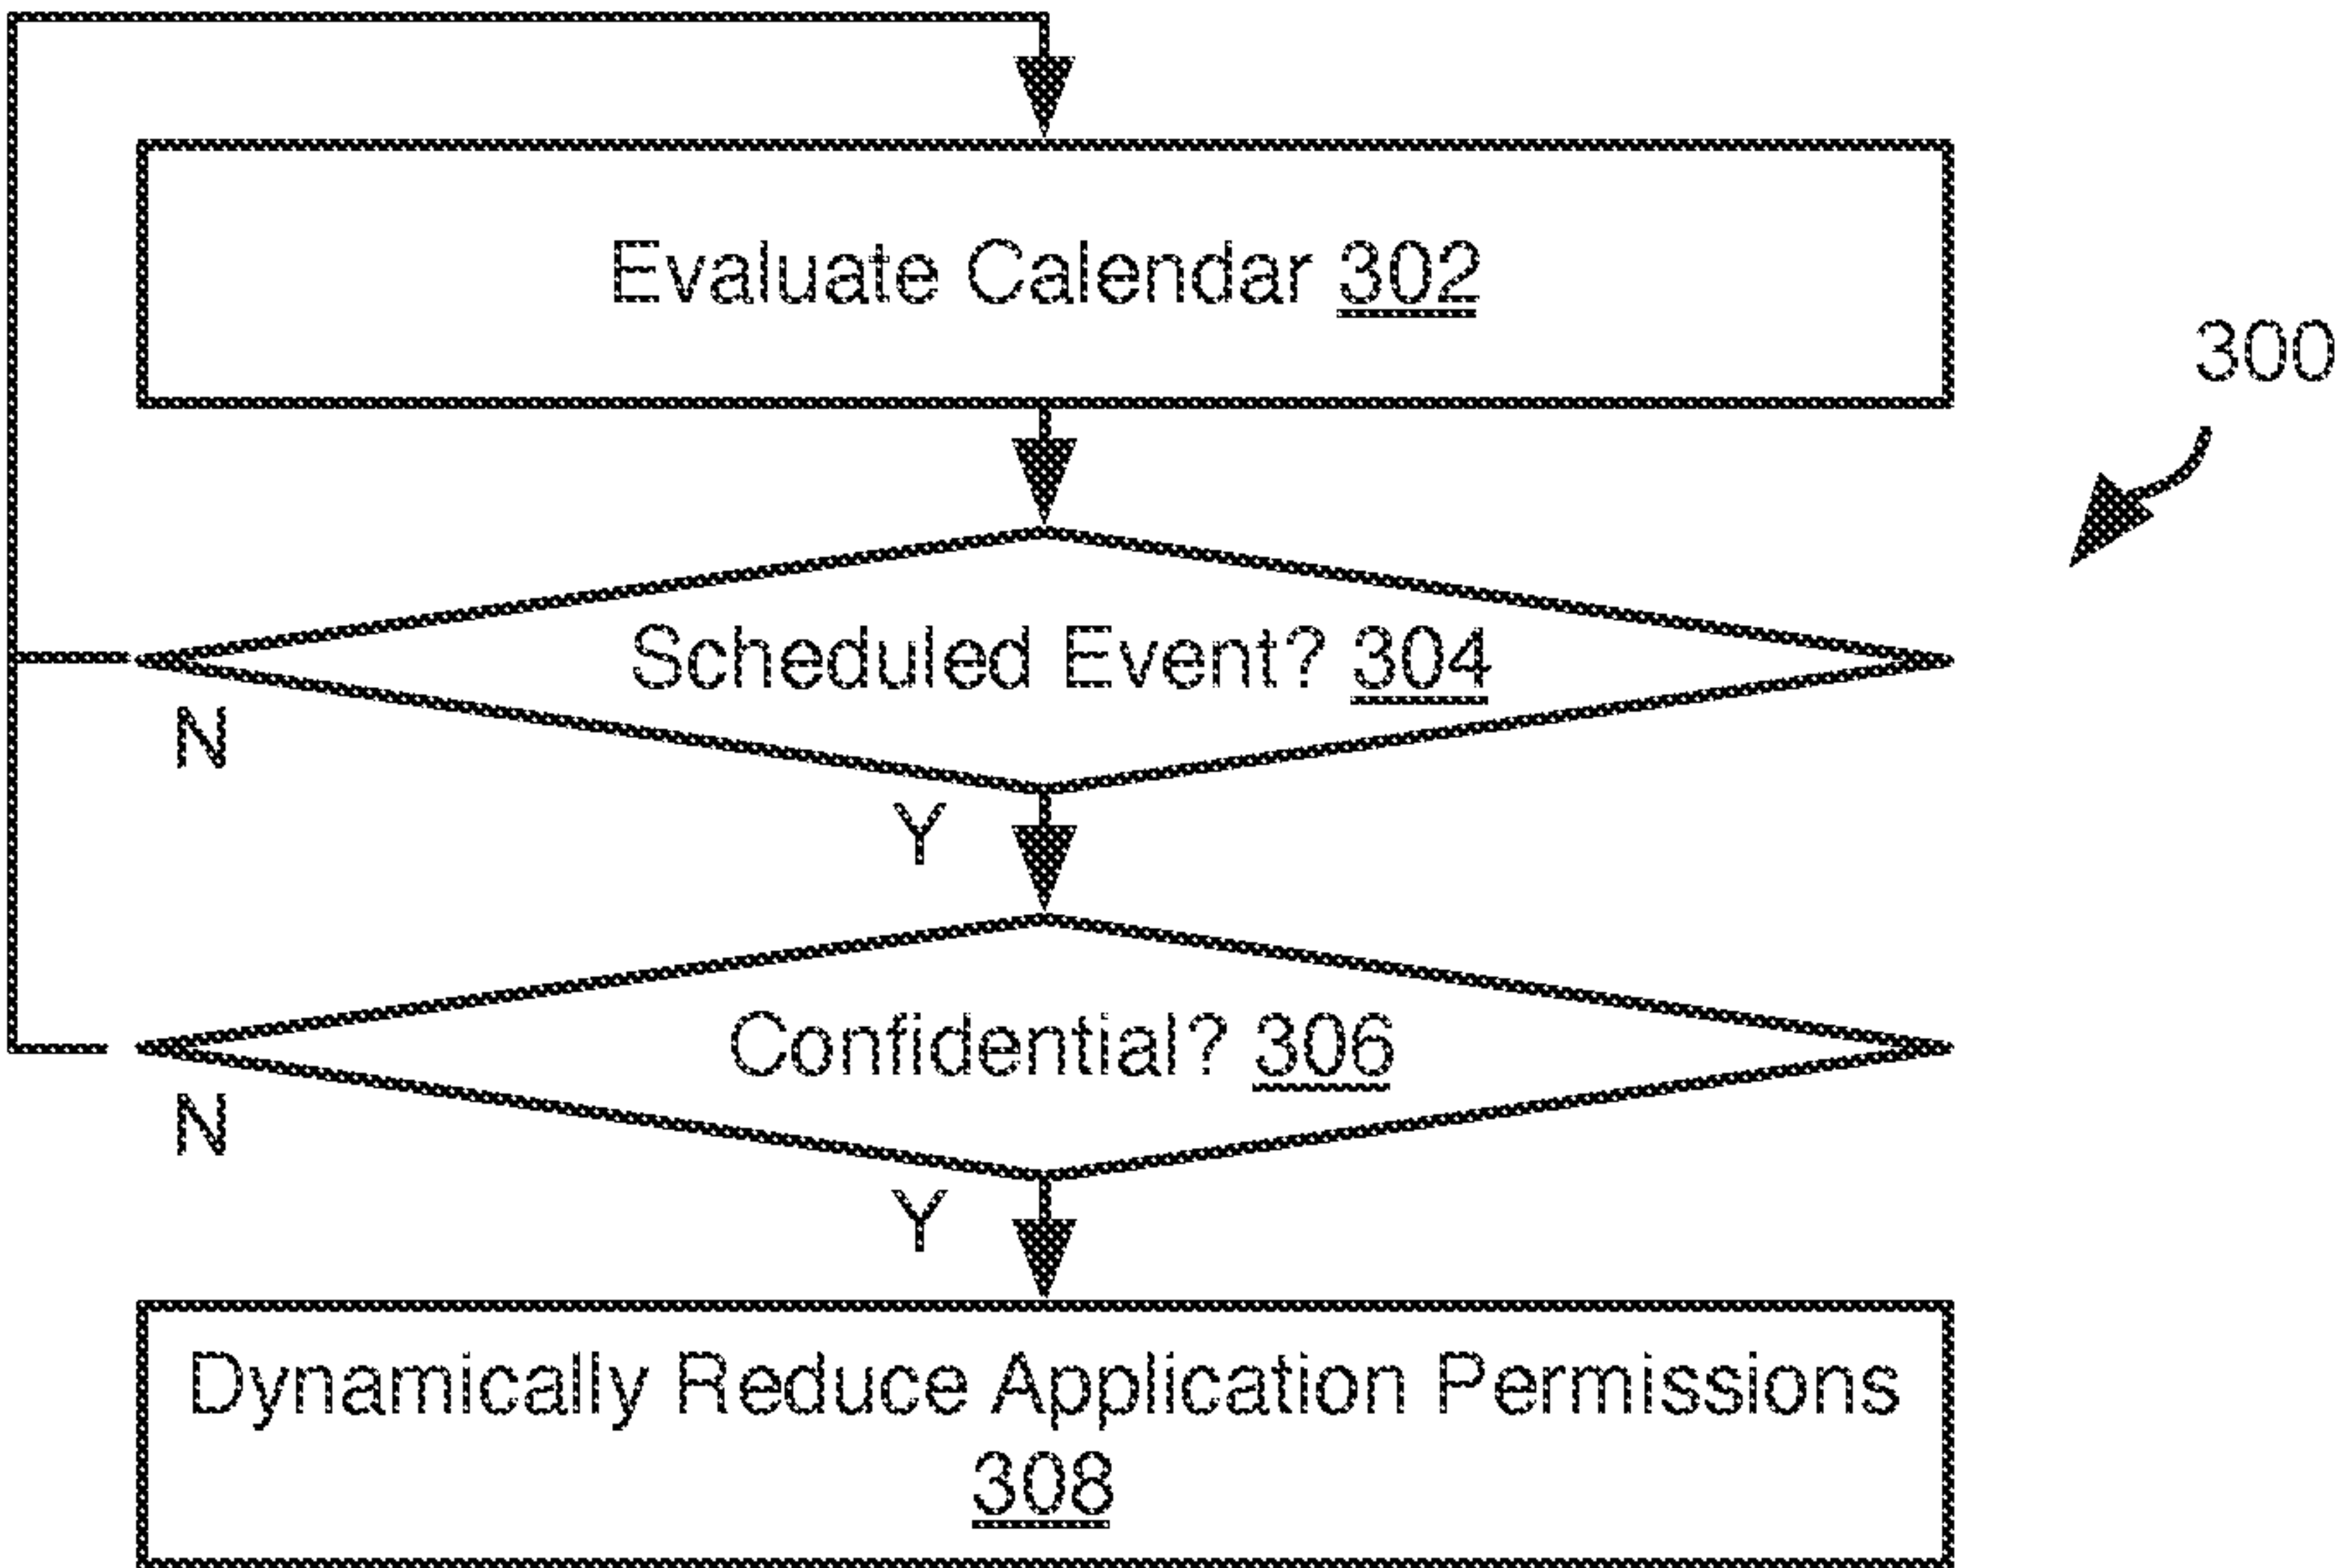 Evaluate Calendar 302
300
Scheduled Event? 304
N
Y
Confidential? 306
N
Y
Dynamically Reduce Application Permissions
308